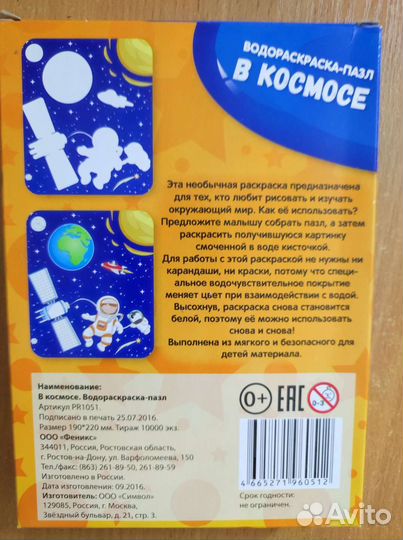 ВОДОРАСКРАСКА-ПАЗЛ
В КОСМОСЕ
Эта необычная раскраска предназначена
для тех, кто любит рисовать и изучать
окружающий мир. Как её использовать?
Предложите малышу собрать пазл, а затем
раскрасить получившуюся картинку
смоченной в воде кисточкой.
Для работы с этой раскраской не нужны ни
карандаши, ни краски, потому что специ-
альное водочувствительное покрытие
меняет цвет при взаимодействии с водой.
Высохнув, раскраска снова становится
белой, поэтому её можно использовать
снова и снова!
Выполнена из мягкого и безопасного для
детей материала.
Наименование:
В космосе. Водораскраска-пазл
Артикул PR1051.
Подписано в печать 25.07.2016.
Размер 190*220 мм. Тираж 10000 экз.
ООО «Феникс»
344011, Россия, Ростовская область,
г. Ростов-на-Дону, ул. Варфоломеева, 150
Тел./факс: (863) 261-89-50, 261-89-59
Изготовлено в России.
Дата изготовления: 09.2016.
Изготовитель: ООО «Символ»
129085, Россия, г. Москва,
Звёздный бульвар, д. 21, стр. 3.
0+
EAC
0-3
4 665271 960512
Срок годности:
не ограничен.
Avito